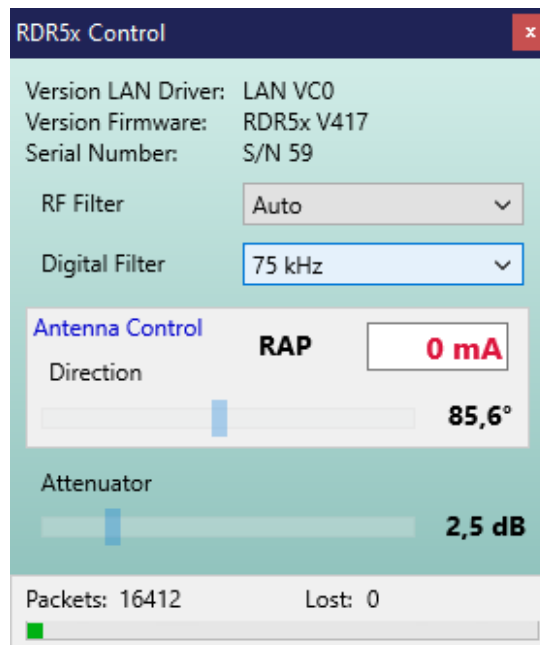 RDR5x Control
x
Version LAN Driver: LAN VC0
Version Firmware: RDR5x V417
Serial Number: S/N 59
RF Filter Auto
Digital Filter 75 kHz
Antenna Control RAP 0 mA
Direction
85,6°
Attenuator
2,5 dB
Packets: 16412 Lost: 0